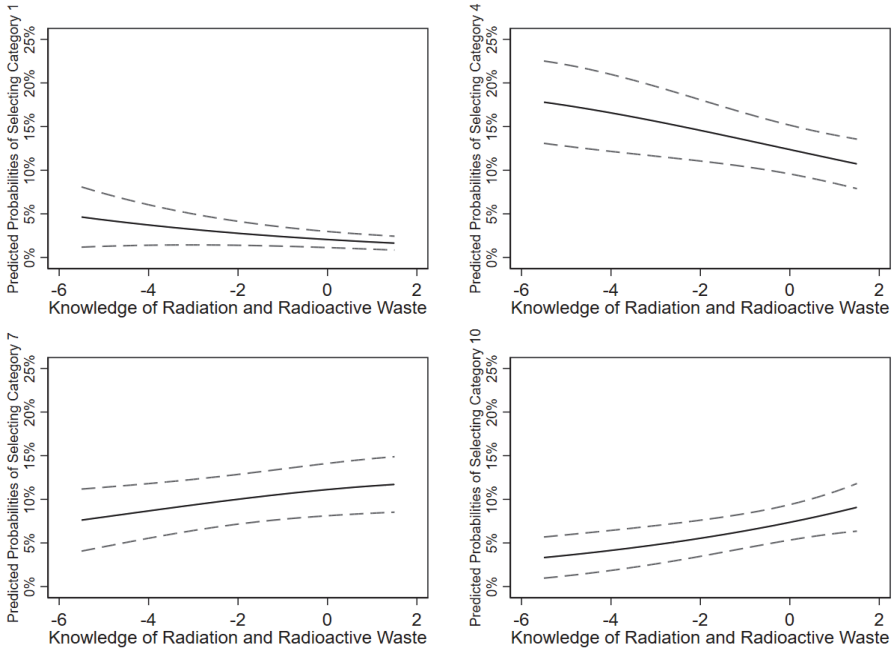 Predicted Probabilities of Selecting Category 1
25%
20%
15%
10%
5%
0%
-6 -4 -2 0 2
Knowledge of Radiation and Radioactive Waste
Predicted Probabilities of Selecting Category 4
25%
20%
15%
10%
5%
0%
-6 -4 -2 0 2
Knowledge of Radiation and Radioactive Waste
Predicted Probabilities of Selecting Category 7
25%
20%
15%
10%
5%
0%
-6 -4 -2 0 2
Knowledge of Radiation and Radioactive Waste
Predicted Probabilities of Selecting Category 10
25%
20%
15%
10%
5%
0%
-6 -4 -2 0 2
Knowledge of Radiation and Radioactive Waste